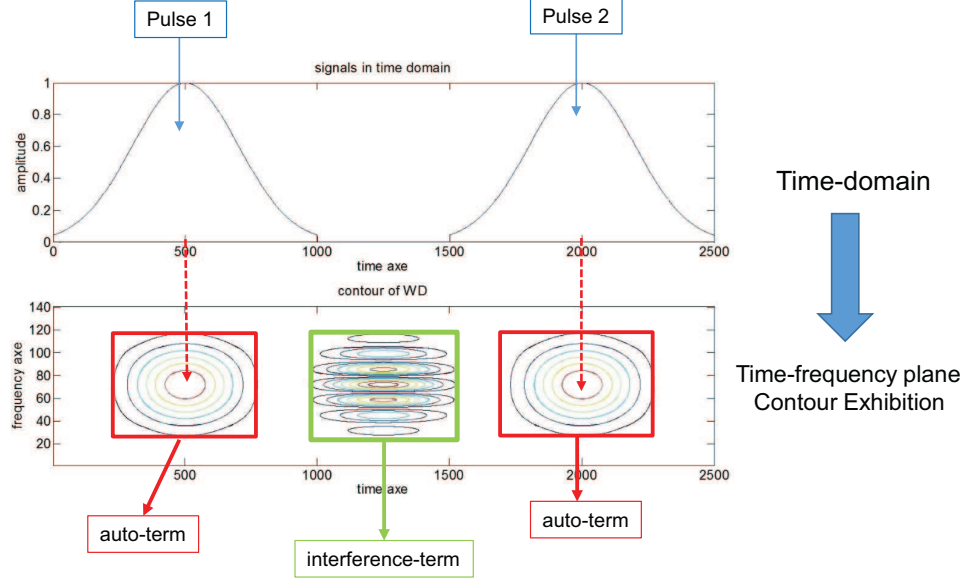 Pulse 1
Pulse 2
signals in time domain
1
0.8
0.6
0.4
0.2
0
amplitude
0
500
1000
1500
2000
2500
time axe
Time-domain
contour of WD
140
120
100
80
60
40
20
frequency axe
500
1000
1500
2000
2500
time axe
Time-frequency plane
Contour Exhibition
auto-term
interference-term
auto-term